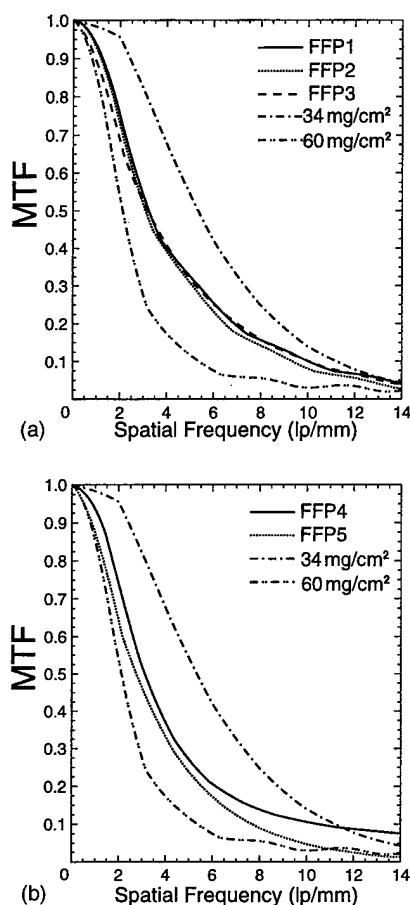 1.0
0.9
0.8
0.7
0.6
0.5
0.4
0.3
0.2
0.1
MTF
FFP1
FFP2
FFP3
34 mg/cm²
60 mg/cm²
0 2 4 6 8 10 12 14
(a) Spatial Frequency (lp/mm)
1.0
0.9
0.8
0.7
0.6
0.5
0.4
0.3
0.2
0.1
MTF
FFP4
FFP5
34 mg/cm²
60 mg/cm²
0 2 4 6 8 10 12 14
(b) Spatial Frequency (lp/mm)